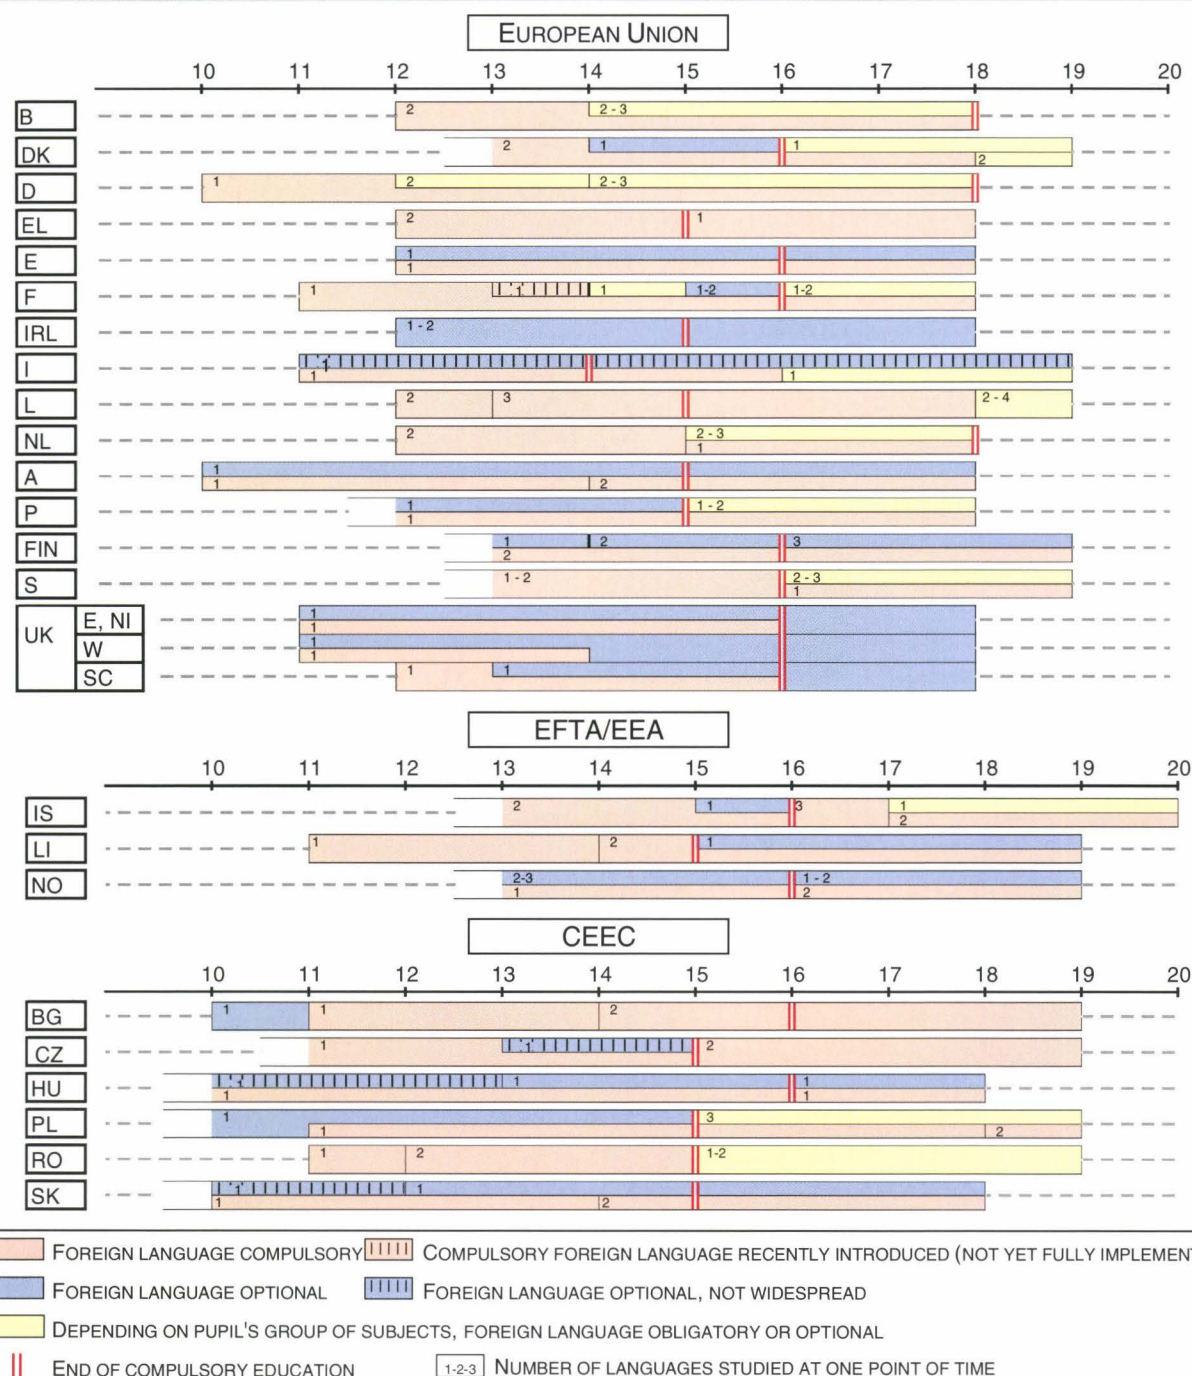 EUROPEAN UNION
10 11 12 13 14 15 16 17 18 19 20
B 2 2 - 3
DK 2 1 1 2
D 1 2 2 - 3
EL 2 1
E 1 1
F 1 1 1 1-2 1-2
IRL 1 - 2
I 1 1 1
L 2 3 2 - 4
NL 2 2 - 3 1
A 1 1 2
P 1 1 1 - 2
FIN 1 2 2 3
S 1 - 2 2 - 3 1
UK E, NI 1 1
W 1 1
SC 1 1
EFTA/EEA
10 11 12 13 14 15 16 17 18 19 20
IS 2 1 3 1 2
LI 1 2 1
NO 2-3 1 1 - 2 2
CEEC
10 11 12 13 14 15 16 17 18 19 20
BG 1 1 2
CZ 1 1 2
HU 1 1 1 1 1
PL 1 1 3 2
RO 1 2 1-2
SK 1 1 1 2
FOREIGN LANGUAGE COMPULSORY COMPULSORY FOREIGN LANGUAGE RECENTLY INTRODUCED (NOT YET FULLY IMPLEMENT
FOREIGN LANGUAGE OPTIONAL FOREIGN LANGUAGE OPTIONAL, NOT WIDESPREAD
DEPENDING ON PUPIL'S GROUP OF SUBJECTS, FOREIGN LANGUAGE OBLIGATORY OR OPTIONAL
END OF COMPULSORY EDUCATION 1-2-3 NUMBER OF LANGUAGES STUDIED AT ONE POINT OF TIME